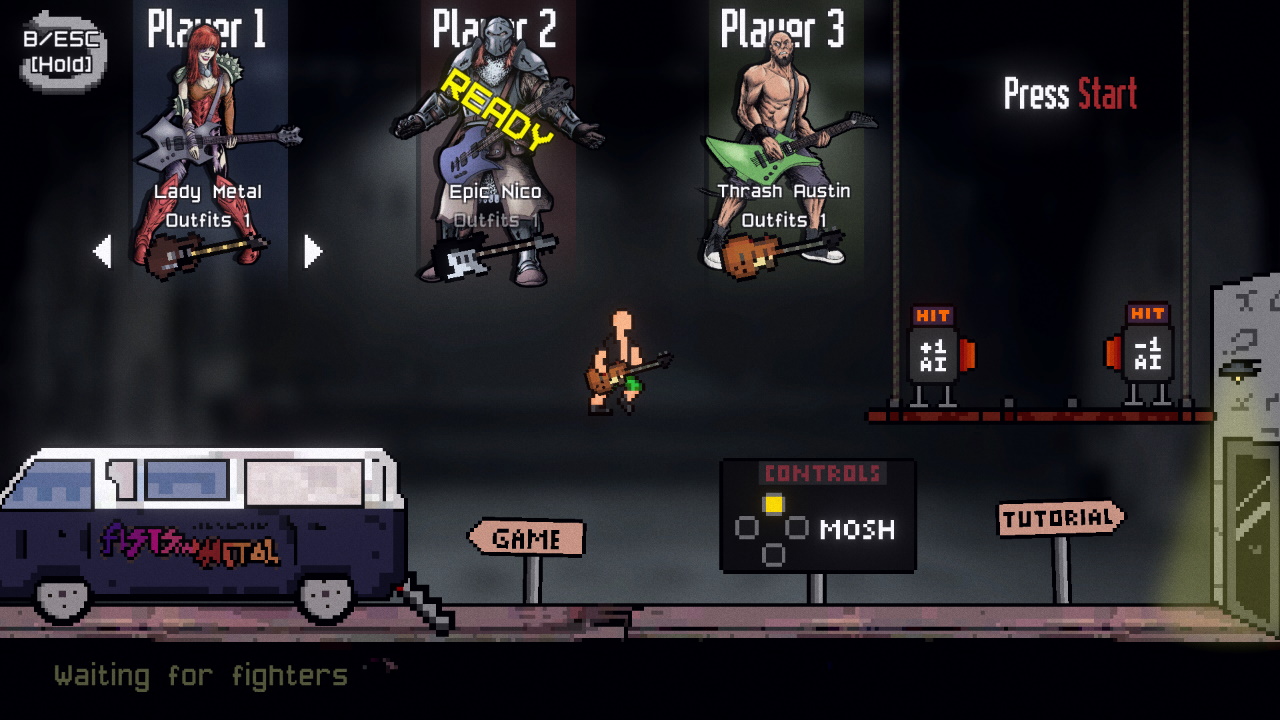 B/ESC
[Hold]
Player 1
Player 2
Player 3
Press Start
READY
Lady Metal
Outfits 1
Epic Nico
Outfits 1
Thrash Austin
Outfits 1
HIT
+1
AI
HIT
-1
AI
CONTROLS
MOSH
GAME
TUTORIAL
METAL
Waiting for fighters